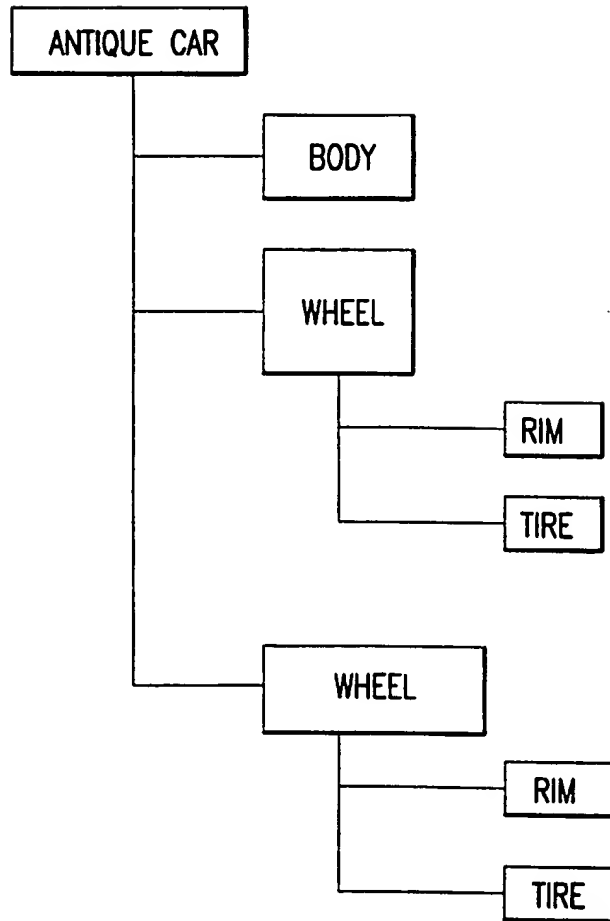 ANTIQUE CAR
BODY
WHEEL
RIM
TIRE
WHEEL
RIM
TIRE